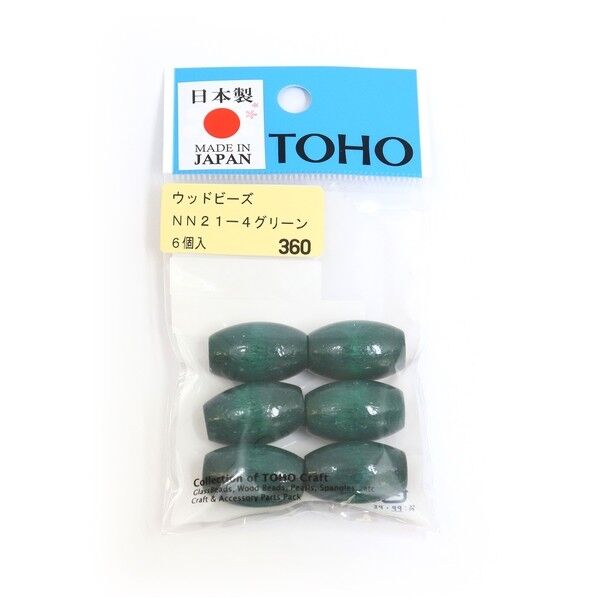 日本製
MADE IN
JAPAN
TOHO
ウッドビーズ
NN21ー4グリーン
6個入
360
Collection of TOHO Craft
GlassBeads, Wood Beads, Pearls, Spangles, etc
Craft & Accessory Parts Pack